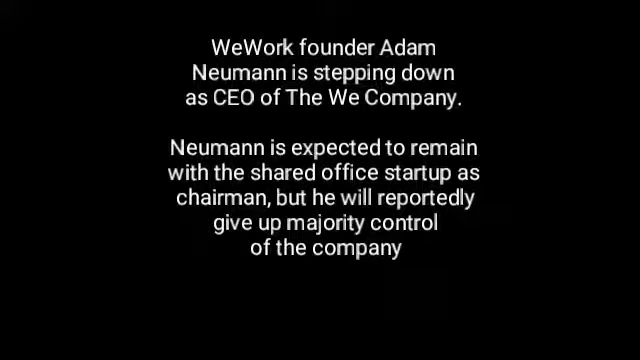 WeWork founder Adam
Neumann is stepping down
as CEO of The We Company.
Neumann is expected to remain
with the shared office startup as
chairman, but he will reportedly
give up majority control
of the company